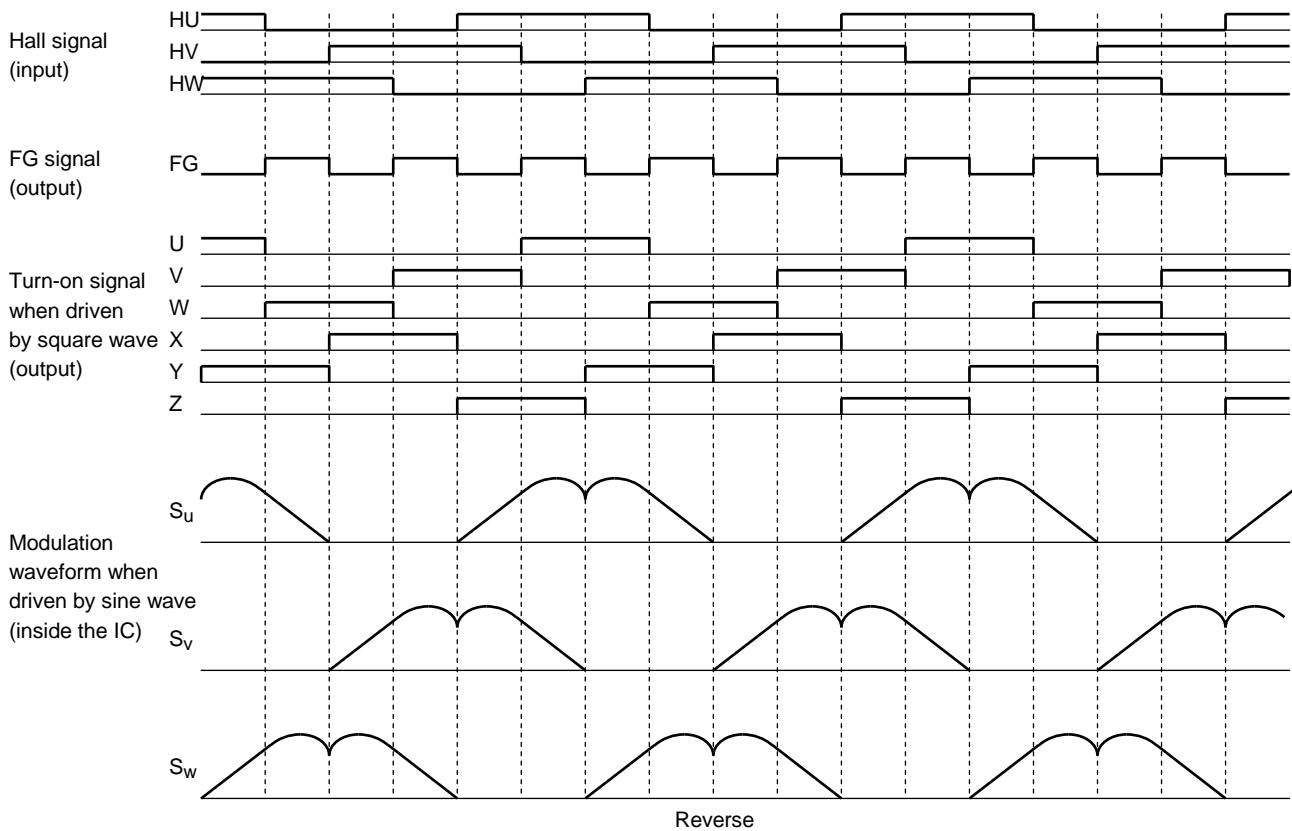 Hall signal
(input)
HU
HV
HW
FG signal
(output)
FG
Turn-on signal
when driven
by square wave
(output)
U
V
W
X
Y
Z
Modulation
waveform when
driven by sine wave
(inside the IC)
Su
Sv
Sw
Reverse